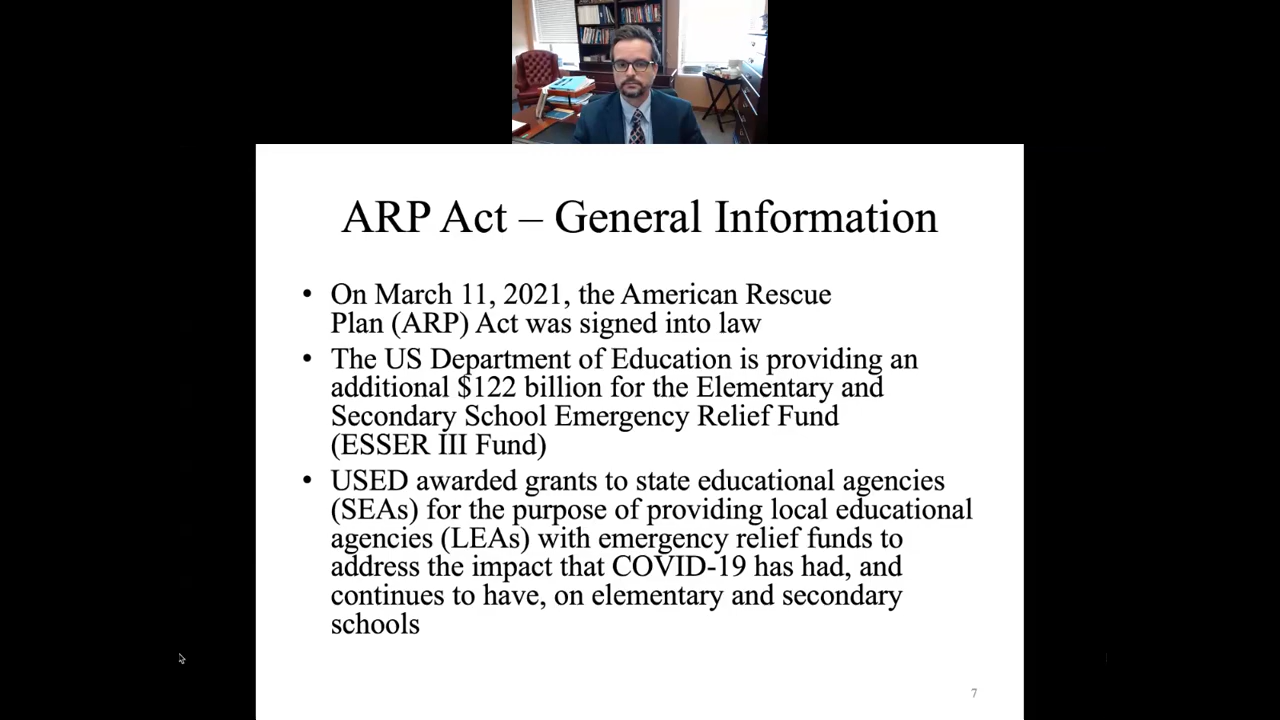 ARP Act – General Information
• On March 11, 2021, the American Rescue
Plan (ARP) Act was signed into law
• The US Department of Education is providing an
additional $122 billion for the Elementary and
Secondary School Emergency Relief Fund
(ESSER III Fund)
• USED awarded grants to state educational agencies
(SEAs) for the purpose of providing local educational
agencies (LEAs) with emergency relief funds to
address the impact that COVID-19 has had, and
continues to have, on elementary and secondary
schools
7